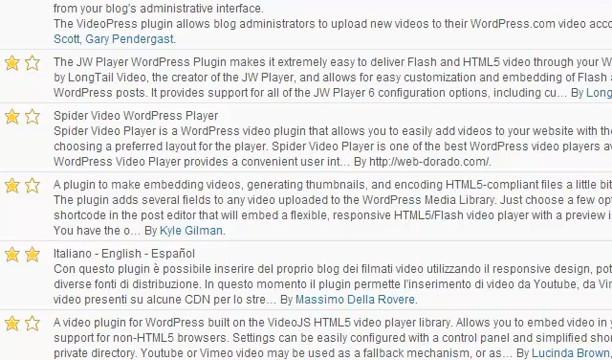 from your blog's administrative interface.
The VideoPress plugin allows blog administrators to upload new videos to their WordPress.com video acco
Scott, Gary Pendergast.
The JW Player WordPress Plugin makes it extremely easy to deliver Flash and HTML5 video through your W
by LongTail Video, the creator of the JW Player, and allows for easy customization and embedding of Flash a
WordPress posts. It provides support for all of the JW Player 6 configuration options, including cu... By Long
Spider Video WordPress Player
Spider Video Player is a WordPress video plugin that allows you to easily add videos to your website with the
choosing a preferred layout for the player. Spider Video Player is one of the best WordPress video players av
WordPress Video Player provides a convenient user int... By http://web-dorado.com/.
A plugin to make embedding videos, generating thumbnails, and encoding HTML5-compliant files a little bit
The plugin adds several fields to any video uploaded to the WordPress Media Library. Just choose a few opt
shortcode in the post editor that will embed a flexible, responsive HTML5/Flash video player with a preview i
You have the o... By Kyle Gilman.
Italiano - English - Español
Con questo plugin è possibile inserire del proprio blog dei filmati video utilizzando il responsive design, pot
diverse fonti di distribuzione. In questo momento il plugin permette l'inserimento di video da Youtube, da Vim
video presenti su alcune CDN per lo stre... By Massimo Della Rovere.
A video plugin for WordPress built on the VideoJS HTML5 video player library. Allows you to embed video in y
support for non-HTML5 browsers. Settings can be easily configured with a control panel and simplified shor
private directory. Youtube or Vimeo video may be used as a fallback mechanism, or as... By Lucinda Brown